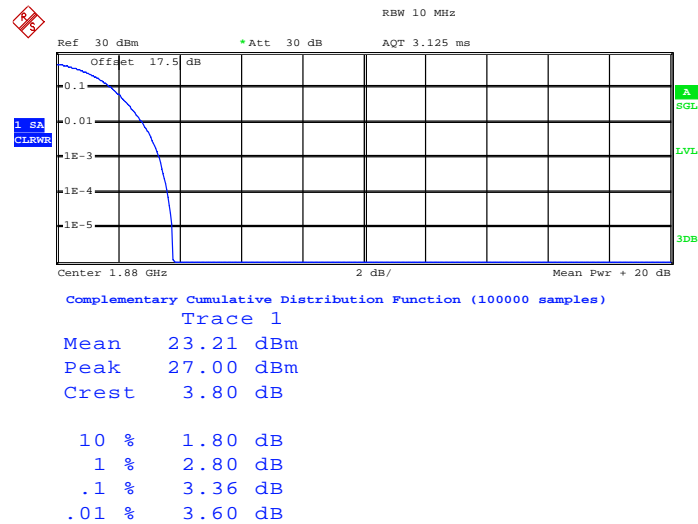 RBW 10 MHz
Ref 30 dBm *Att 30 dB AQT 3.125 ms
Offset 17.5 dB
0.1
A
SGL
0.01
1 SA
CLRWR
1E-3
LVL
1E-4
1E-5
3DB
Center 1.88 GHz 2 dB/ Mean Pwr + 20 dB
Complementary Cumulative Distribution Function (100000 samples)
Trace 1
Mean 23.21 dBm
Peak 27.00 dBm
Crest 3.80 dB
10 % 1.80 dB
1 % 2.80 dB
.1 % 3.36 dB
.01 % 3.60 dB